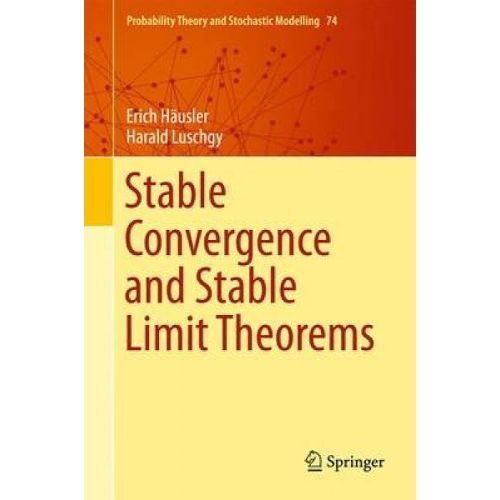 Probability Theory and Stochastic Modelling 74
Erich Häusler
Harald Luschgy
Stable
Convergence
and Stable
Limit Theorems
Springer